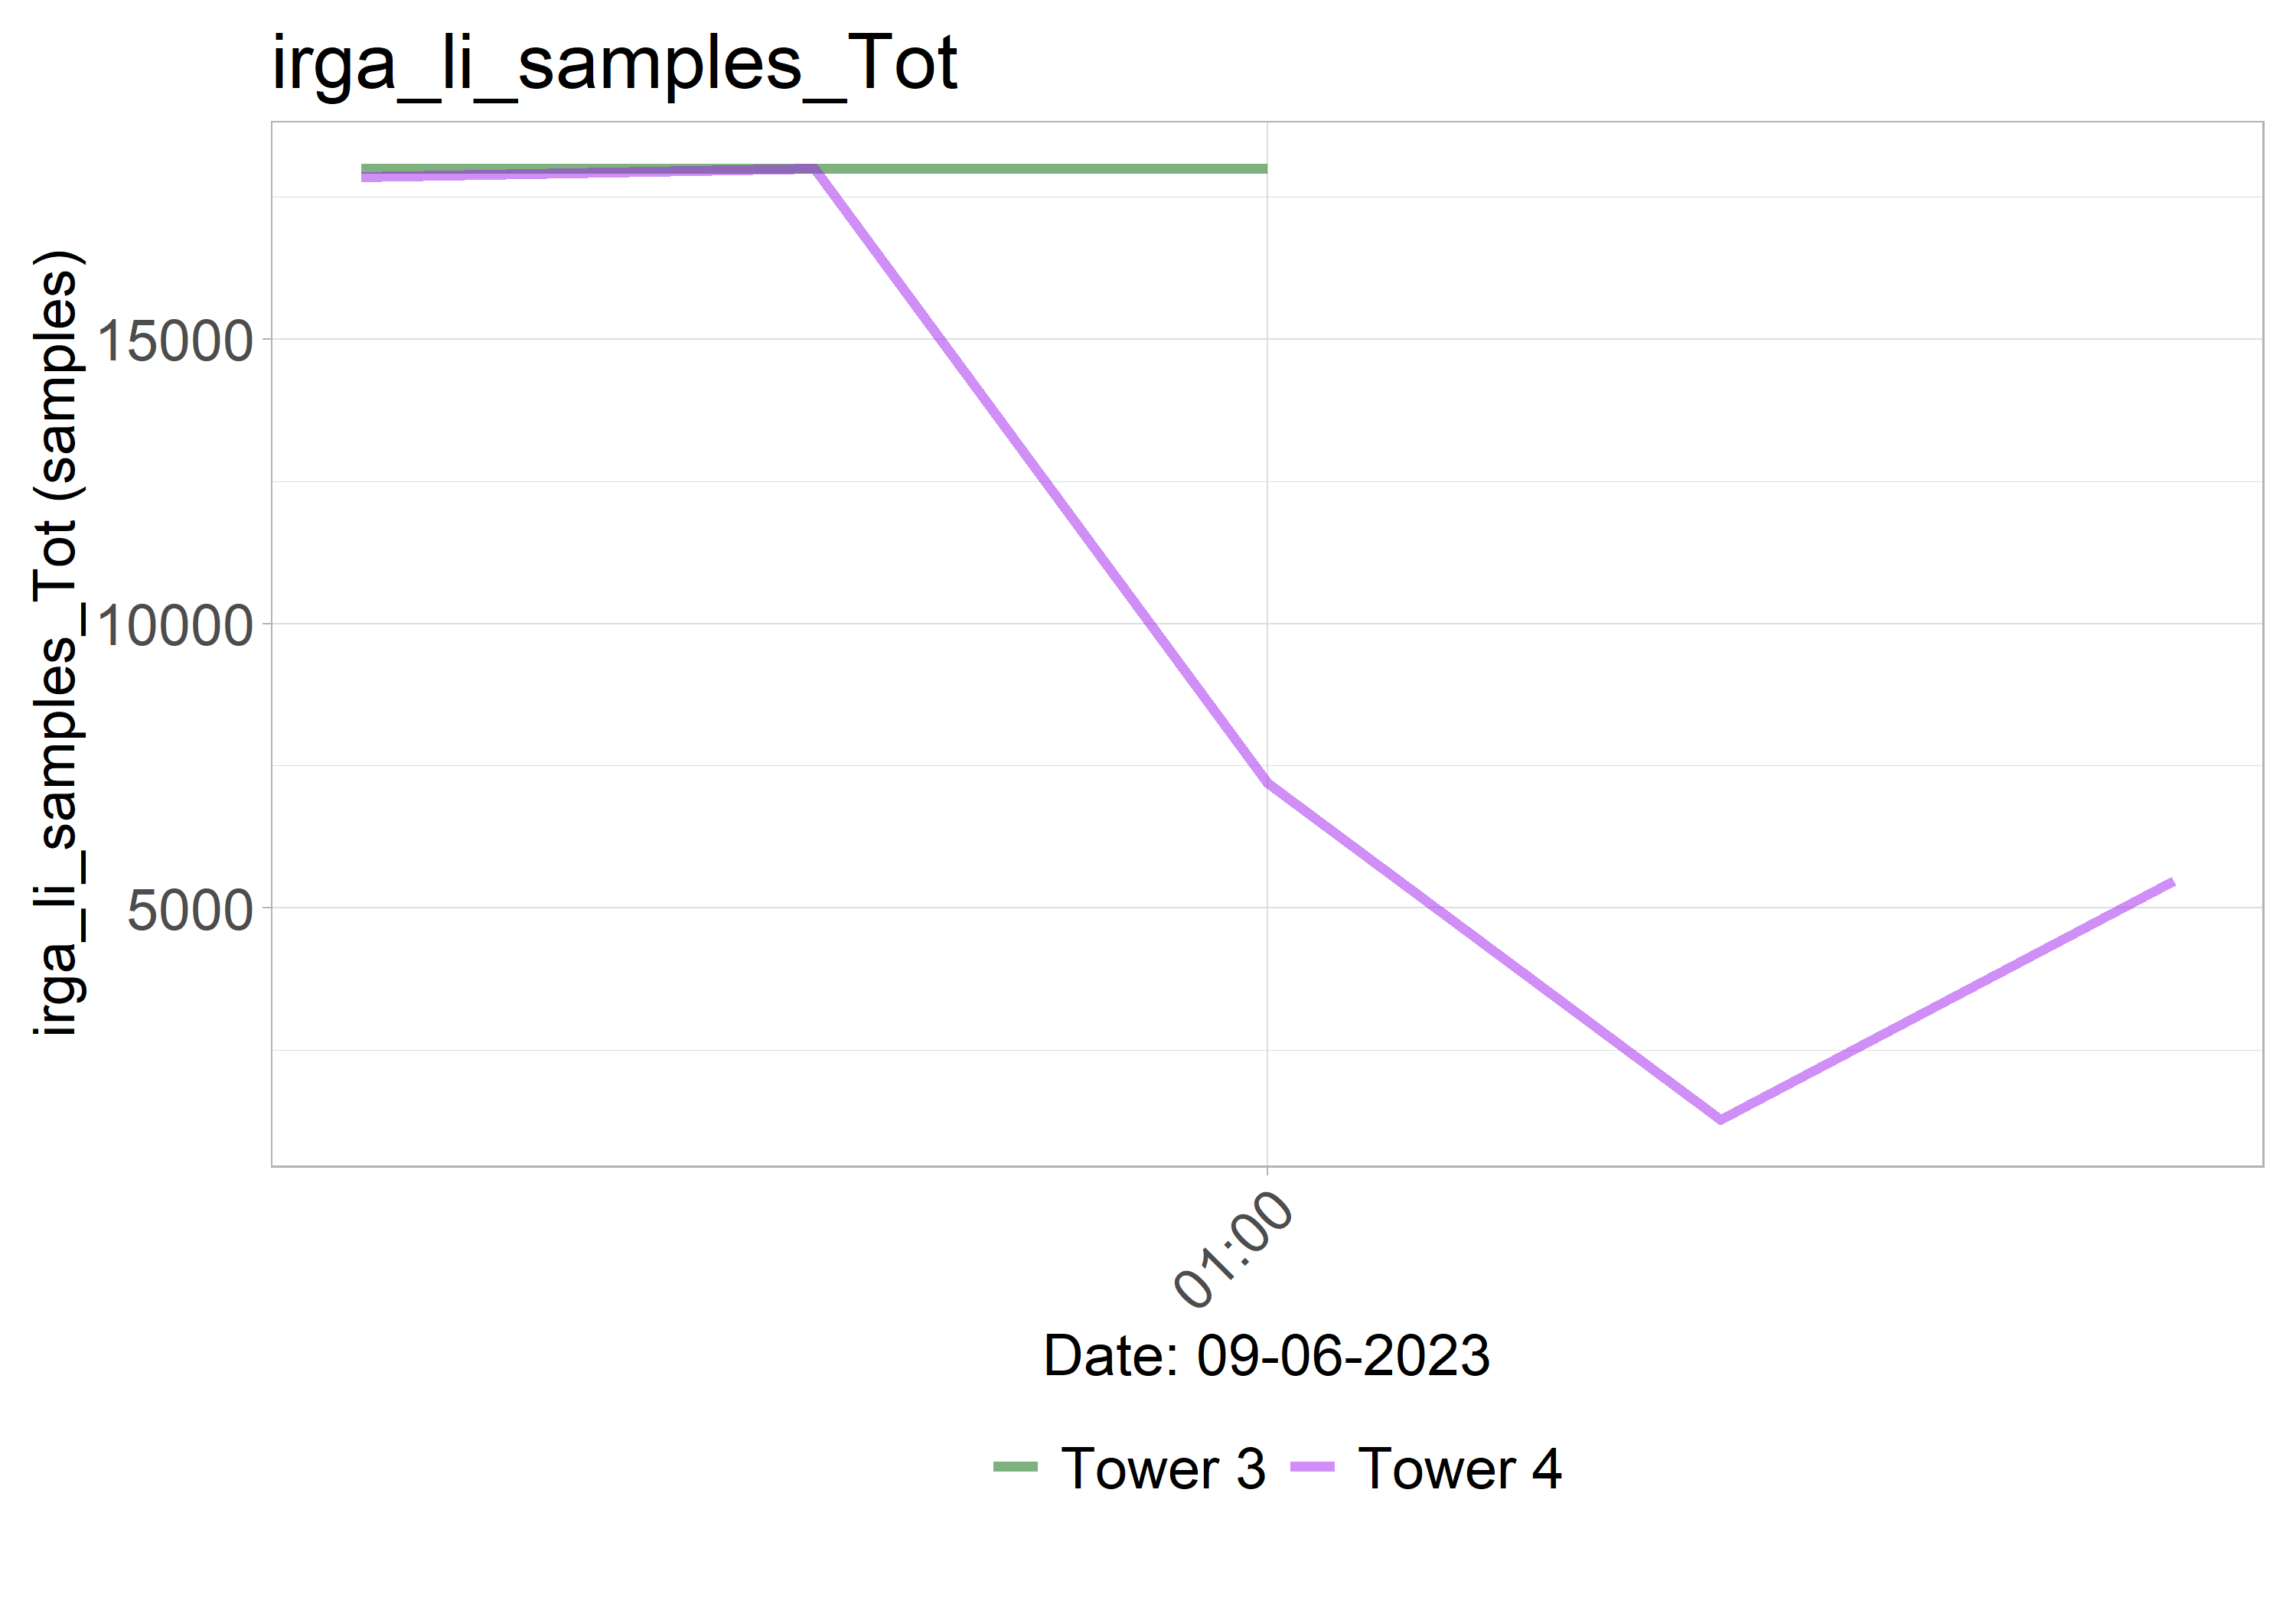 irga_li_samples_Tot
irga_li_samples_Tot (samples)
15000
10000
5000
01:00
Date: 09-06-2023
Tower 3
Tower 4